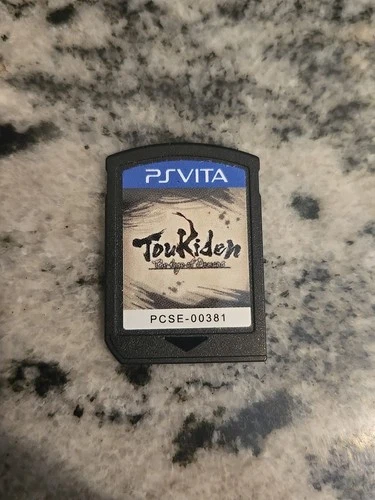 PSVITA
Toukiden
The Age of Demons
PCSE-00381